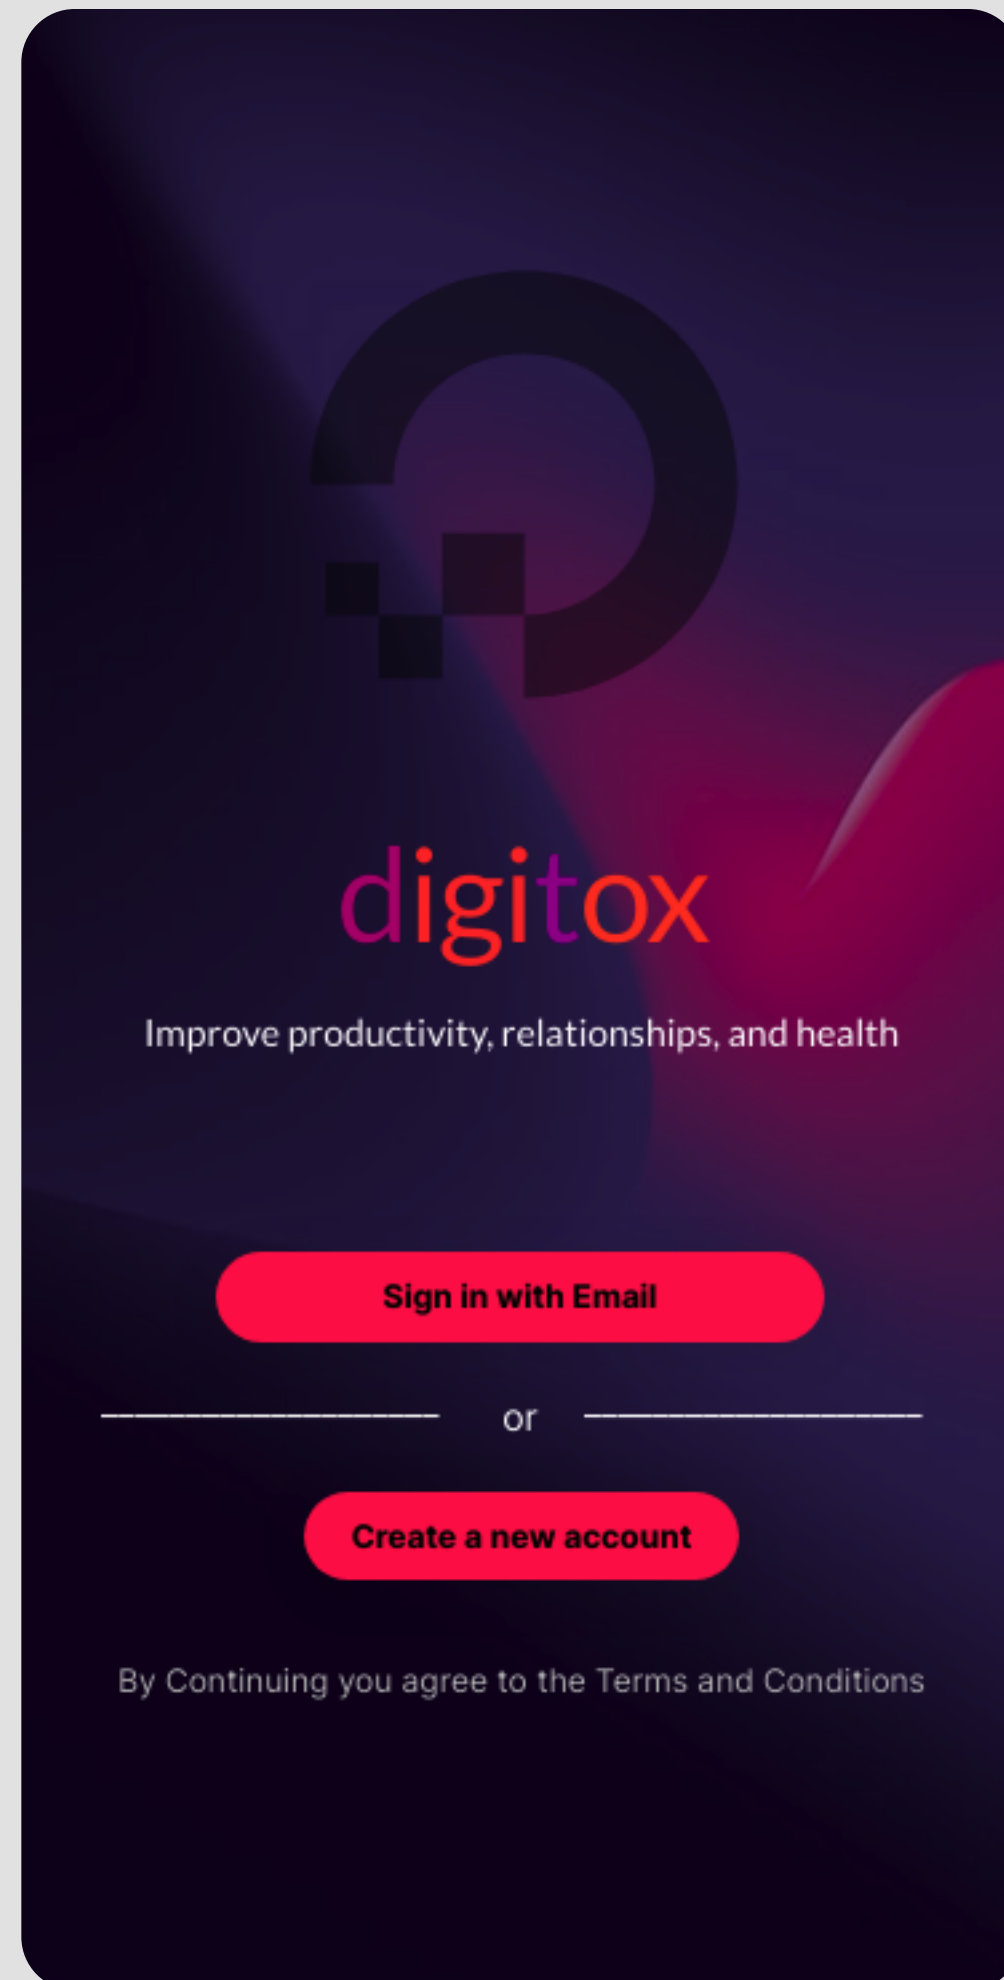 digitox
Improve productivity, relationships, and health
Sign in with Email
or
Create a new account
By Continuing you agree to the Terms and Conditions